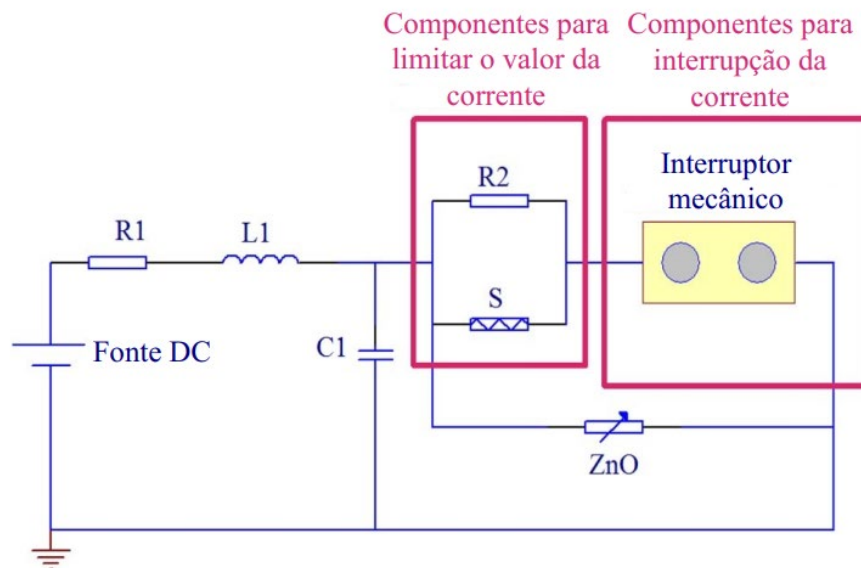 Componentes para
limitar o valor da
corrente
Componentes para
interrupção da
corrente
Interruptor
mecânico
R2
R1
L1
S
Fonte DC
C1
ZnO